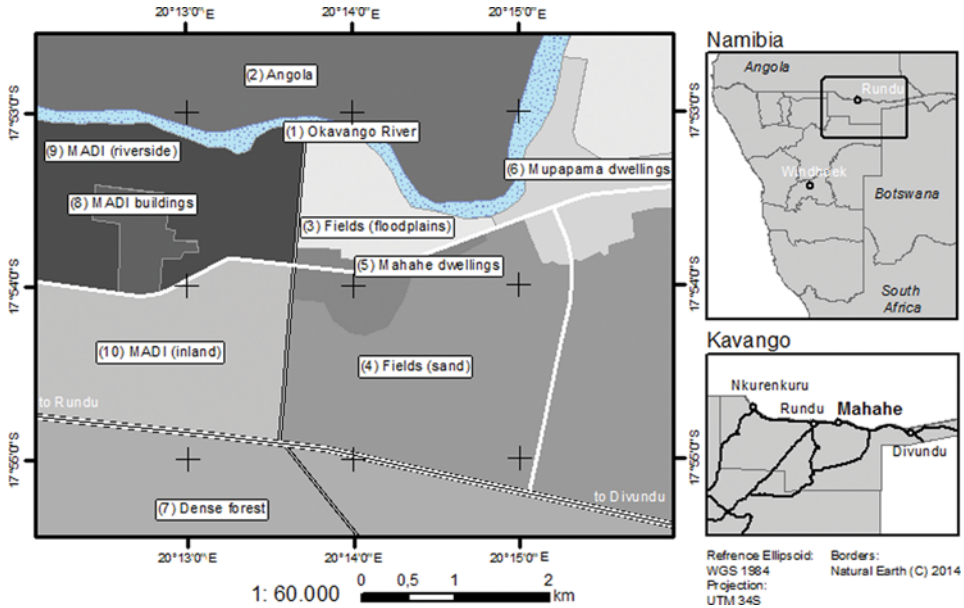 20°13'0"E 20°14'0"E 20°15'0"E
17°53'0"S
17°54'0"S
17°55'0"S
(2) Angola
(1) Okavango River
(9) MADI (riverside)
(6) Mupapama dwellings
(8) MADI buildings
(3) Fields (floodplains)
(5) Mahahe dwellings
(10) MADI (inland)
(4) Fields (sand)
to Rundu
to Divundu
(7) Dense forest
17°53'0"S
17°54'0"S
17°55'0"S
20°13'0"E 20°14'0"E 20°15'0"E
1: 60.000
0 0,5 1 2
km
Namibia
Angola
Rundu
Windhoek
Botswana
South
Africa
Kavango
Nkurenkuru
Rundu Mahahe
Divundu
Refrence Ellipsoid: Borders:
WGS 1984 Natural Earth (C) 2014
Projection:
UTM 34S